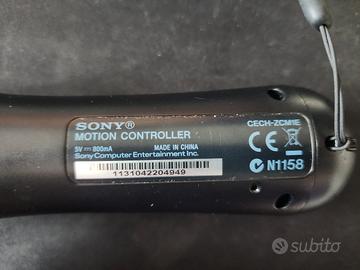 SONY®
MOTION CONTROLLER
5V ⎓ 800mA MADE IN CHINA
Sony Computer Entertainment Inc.
1131042204949
CECH-ZCM1E
CE
N1158
subito